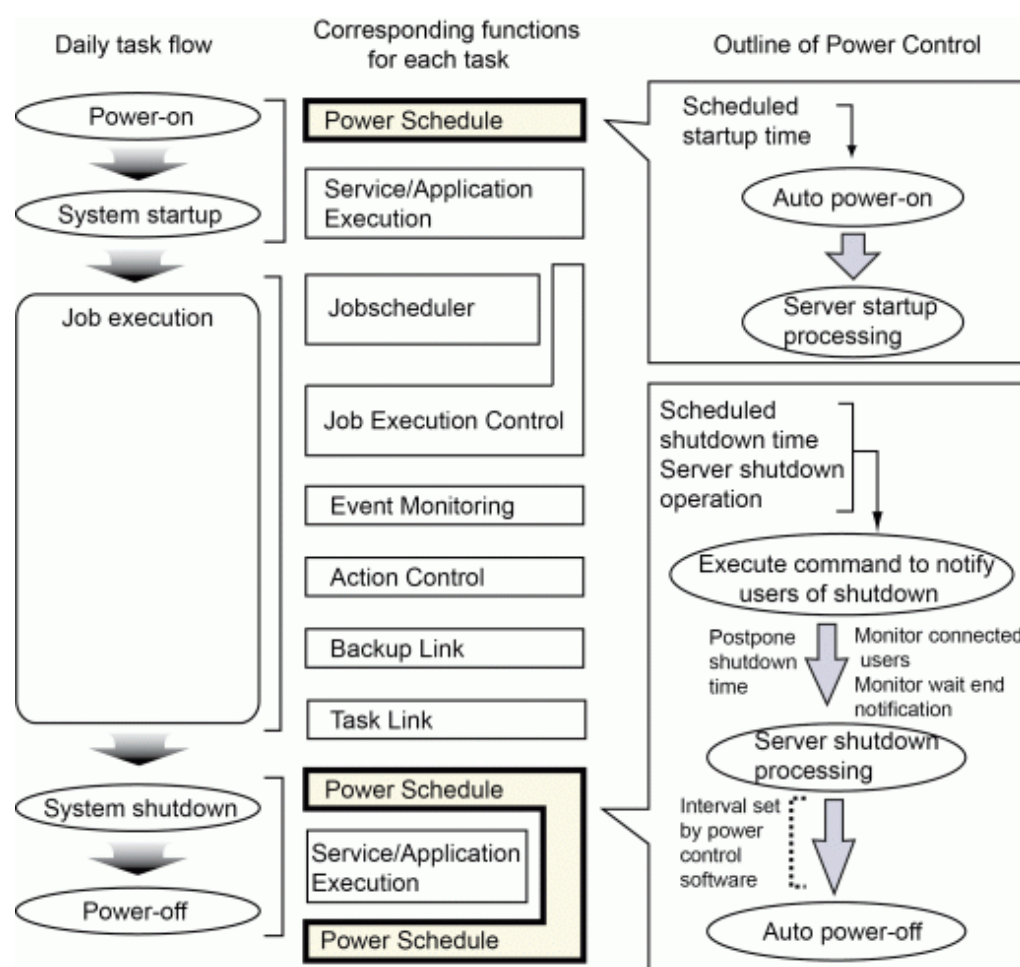 Daily task flow
Corresponding functions
for each task
Outline of Power Control
Power-on
System startup
Job execution
System shutdown
Power-off
Power Schedule
Service/Application
Execution
Jobscheduler
Job Execution Control
Event Monitoring
Action Control
Backup Link
Task Link
Power Schedule
Service/Application
Execution
Power Schedule
Scheduled
startup time
Auto power-on
Server startup
processing
Scheduled
shutdown time
Server shutdown
operation
Execute command to notify
users of shutdown
Postpone
shutdown
time
Monitor connected
users
Monitor wait end
notification
Server shutdown
processing
Interval set
by power
control
software
Auto power-off